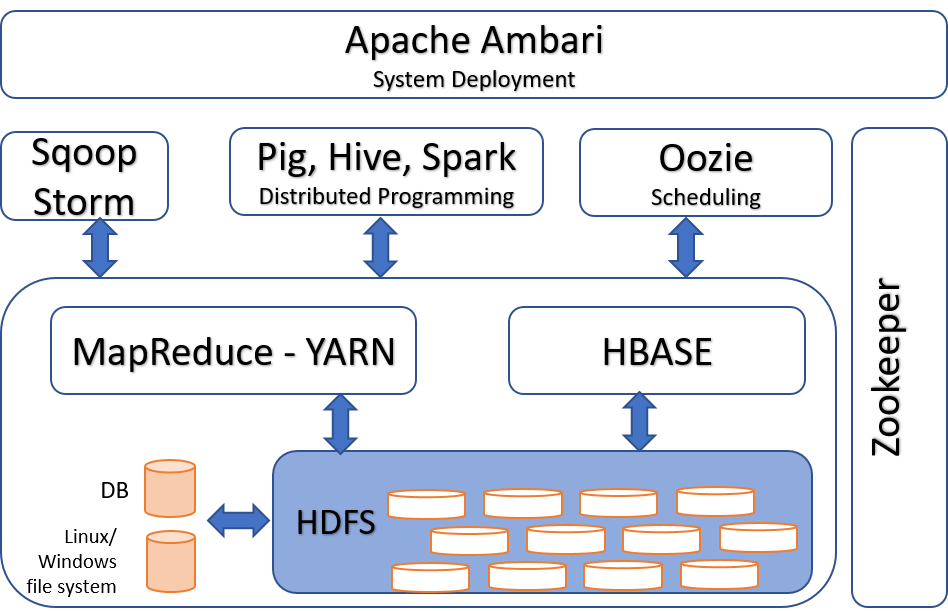 Apache Ambari
System Deployment
Sqoop
Storm
Pig, Hive, Spark
Distributed Programming
Oozie
Scheduling
Zookeeper
MapReduce - YARN
HBASE
DB
Linux/
Windows
file system
HDFS